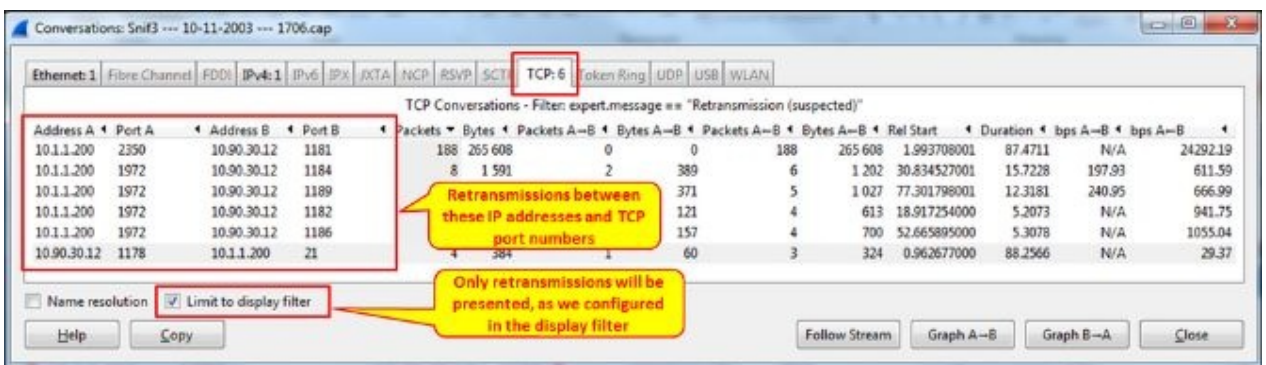 Conversations: Snif3 --- 10-11-2003 --- 1706.cap
Ethernet: 1 Fibre Channel FDDI IPv4: 1 IPv6 IPX JXTA NCP RSVP SCTP TCP: 6 Token Ring UDP USB WLAN
TCP Conversations - Filter: expert.message == "Retransmission (suspected)"
Address A Port A Address B Port B Packets Bytes Packets A→B Bytes A→B Packets A←B Bytes A←B Rel Start Duration bps A→B bps A←B
10.1.1.200 2350 10.90.30.12 1181 188 265 608 0 0 188 265 608 1.993708001 87.4711 N/A 24292.19
10.1.1.200 1972 10.90.30.12 1184 8 1 591 2 389 6 1 202 30.834527001 15.7228 197.93 611.59
10.1.1.200 1972 10.90.30.12 1189 371 5 1 027 77.301798001 12.3181 240.95 666.99
10.1.1.200 1972 10.90.30.12 1182 121 4 613 18.917254000 5.2073 N/A 941.75
10.1.1.200 1972 10.90.30.12 1186 157 4 700 52.665895000 5.3078 N/A 1055.04
10.90.30.12 1178 10.1.1.200 21 4 384 1 60 3 324 0.962677000 88.2566 N/A 29.37
Retransmissions between
these IP addresses and TCP
port numbers
Name resolution Limit to display filter
Only retransmissions will be
presented, as we configured
in the display filter
Help Copy Follow Stream Graph A→B Graph B→A Close